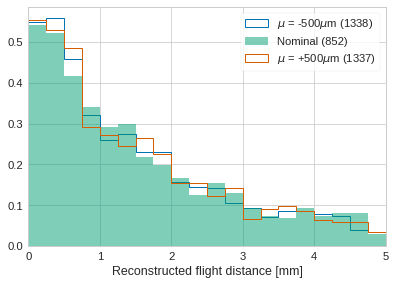 μ = -500μm (1338)
Nominal (852)
μ = +500μm (1337)
0.5
0.4
0.3
0.2
0.1
0.0
0 1 2 3 4 5
Reconstructed flight distance [mm]